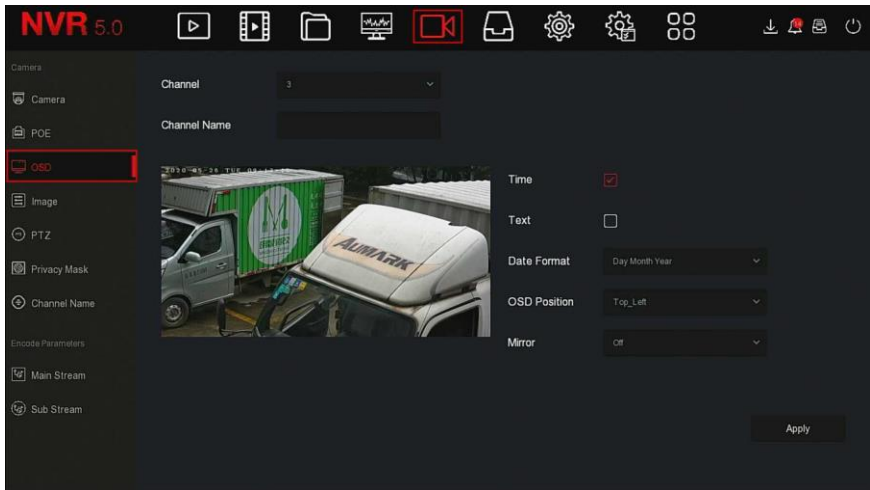 NVR 5.0
Camera
Camera
POE
OSD
Image
PTZ
Privacy Mask
Channel Name
Encode Parameters
Main Stream
Sub Stream
Channel
3
Channel Name
AUMARK
Time
Text
Date Format
Day Month Year
OSD Position
Top_Left
Mirror
Off
Apply